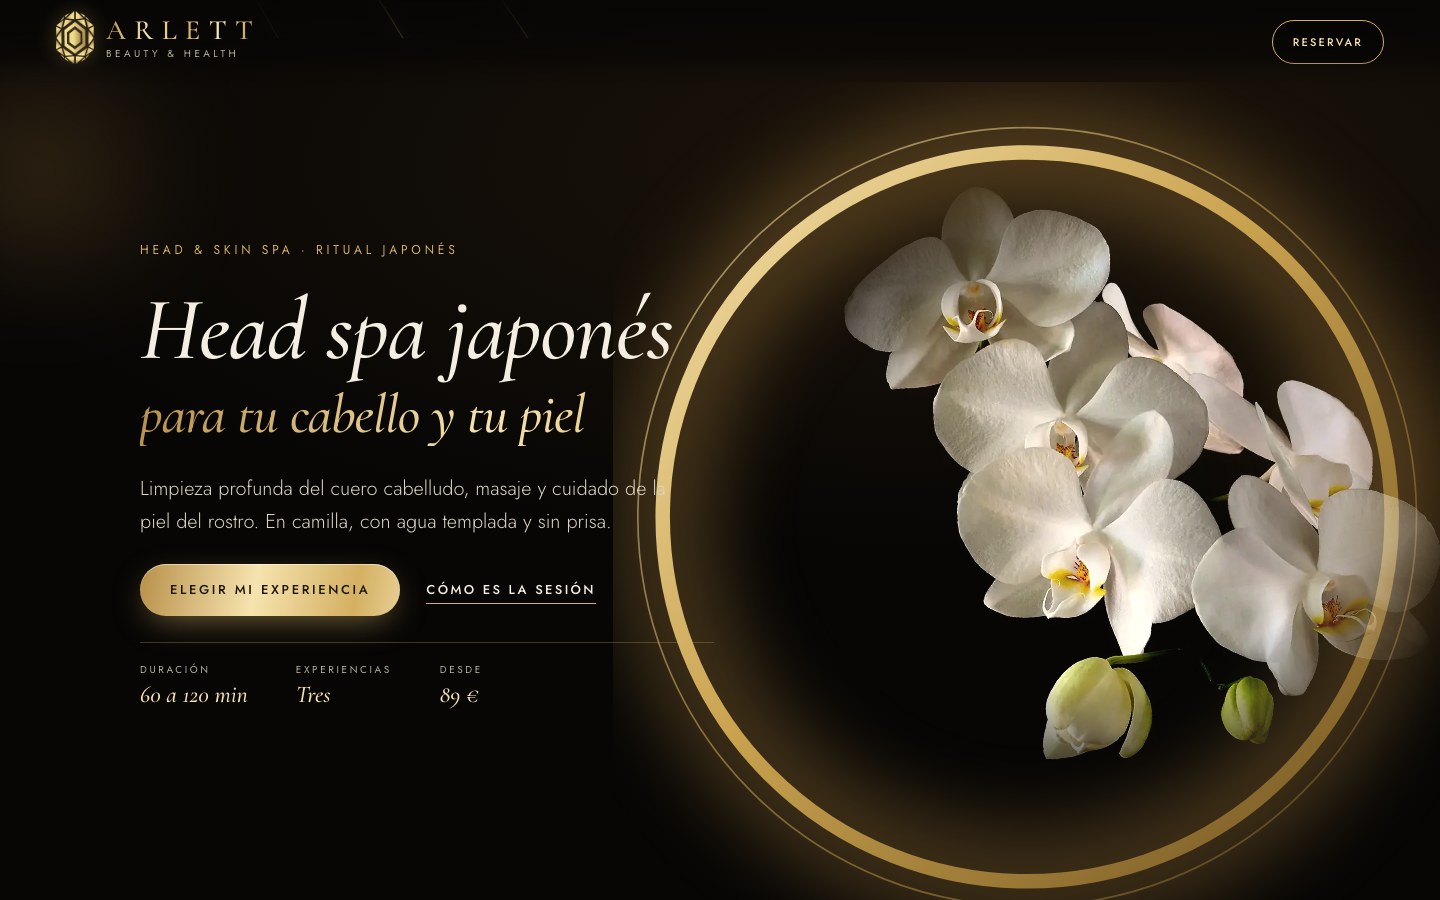 ARLETT
BEAUTY & HEALTH
RESERVAR
HEAD & SKIN SPA · RITUAL JAPONÉS
Head spa japonés
para tu cabello y tu piel
Limpieza profunda del cuero cabelludo, masaje y cuidado de la
piel del rostro. En camilla, con agua templada y sin prisa.
ELEGIR MI EXPERIENCIA
CÓMO ES LA SESIÓN
DURACIÓN
60 a 120 min
EXPERIENCIAS
Tres
DESDE
89 €